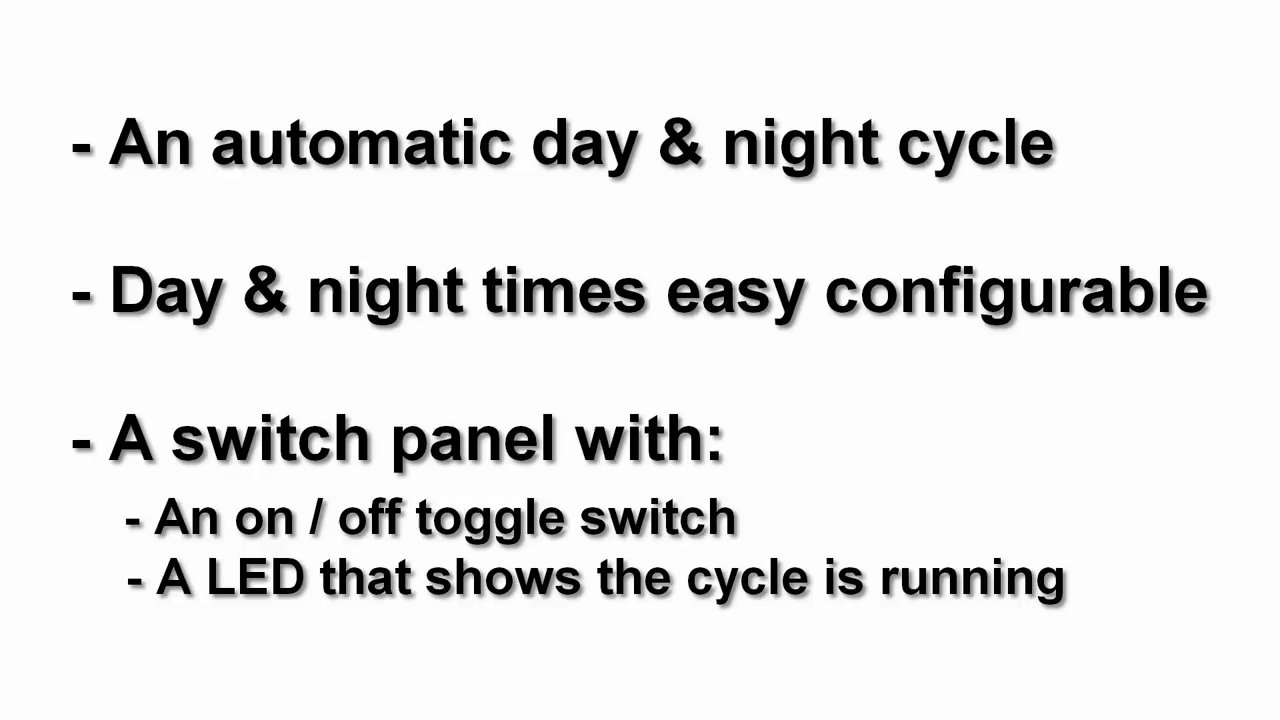 - An automatic day & night cycle
- Day & night times easy configurable
- A switch panel with:
- An on / off toggle switch
- A LED that shows the cycle is running